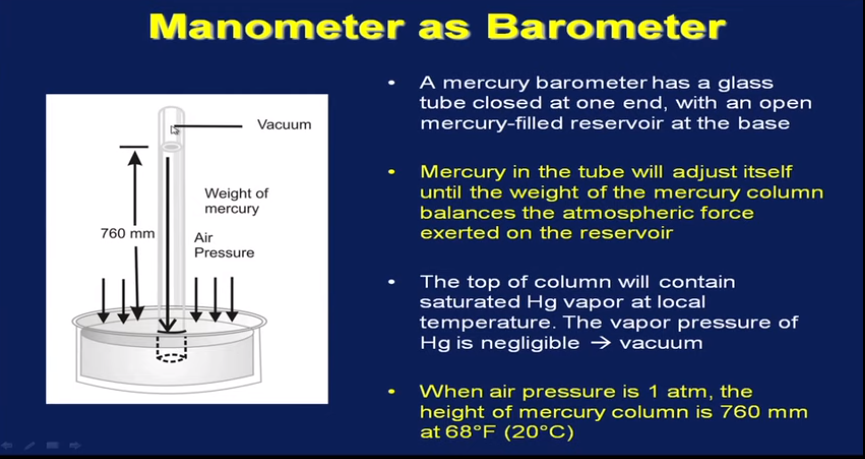 Manometer as Barometer
Vacuum
Weight of
mercury
760 mm
Air
Pressure
• A mercury barometer has a glass
tube closed at one end, with an open
mercury-filled reservoir at the base
• Mercury in the tube will adjust itself
until the weight of the mercury column
balances the atmospheric force
exerted on the reservoir
• The top of column will contain
saturated Hg vapor at local
temperature. The vapor pressure of
Hg is negligible → vacuum
• When air pressure is 1 atm, the
height of mercury column is 760 mm
at 68°F (20°C)